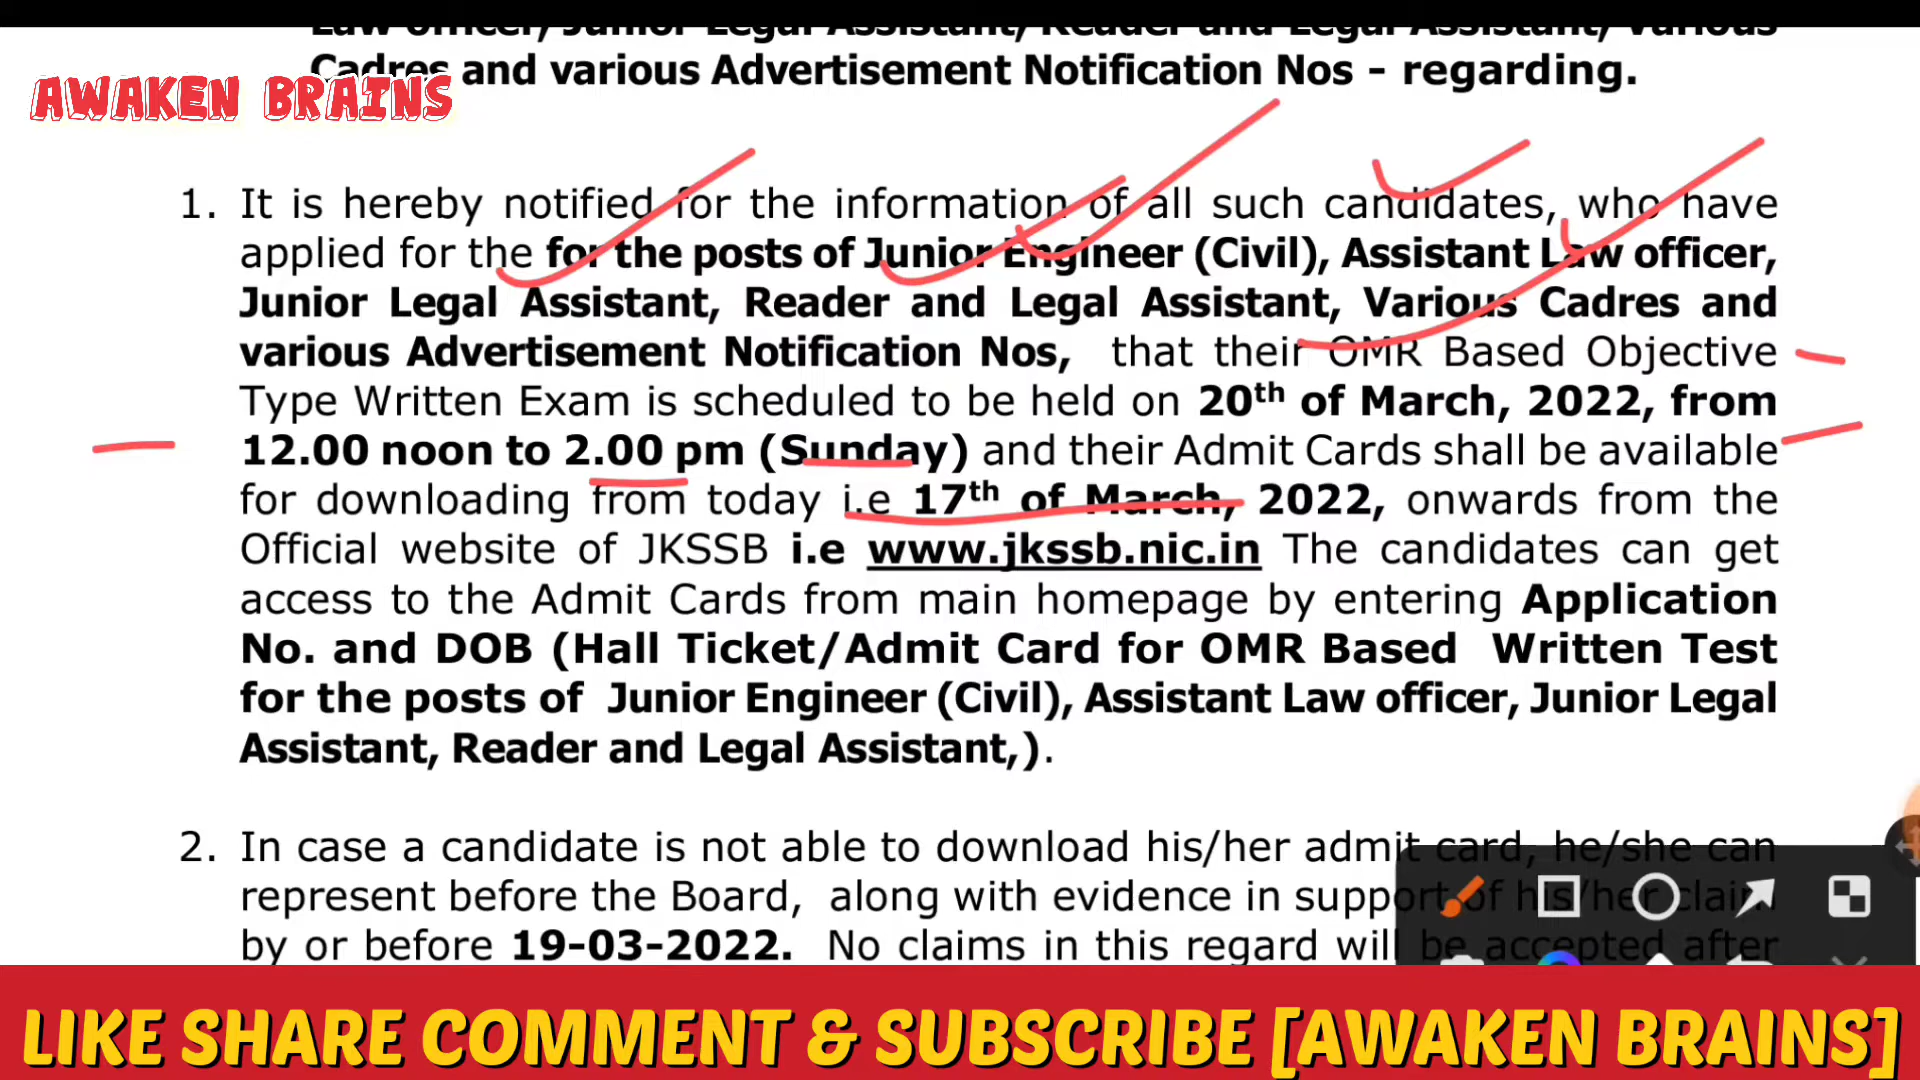 Law officer, Junior Legal Assistant, Reader and Legal Assistant, Various
Cadres and various Advertisement Notification Nos - regarding.
AWAKEN BRAINS
1. It is hereby notified for the information of all such candidates, who have
applied for the for the posts of Junior Engineer (Civil), Assistant Law officer,
Junior Legal Assistant, Reader and Legal Assistant, Various Cadres and
various Advertisement Notification Nos, that their OMR Based Objective
Type Written Exam is scheduled to be held on 20th of March, 2022, from
12.00 noon to 2.00 pm (Sunday) and their Admit Cards shall be available
for downloading from today i.e 17th of March, 2022, onwards from the
Official website of JKSSB i.e www.jkssb.nic.in The candidates can get
access to the Admit Cards from main homepage by entering Application
No. and DOB (Hall Ticket/Admit Card for OMR Based Written Test
for the posts of Junior Engineer (Civil), Assistant Law officer, Junior Legal
Assistant, Reader and Legal Assistant,).
2. In case a candidate is not able to download his/her admit card, he/she can
represent before the Board, along with evidence in support of his/her claim
by or before 19-03-2022. No claims in this regard will be accepted after
LIKE SHARE COMMENT & SUBSCRIBE [AWAKEN BRAINS]